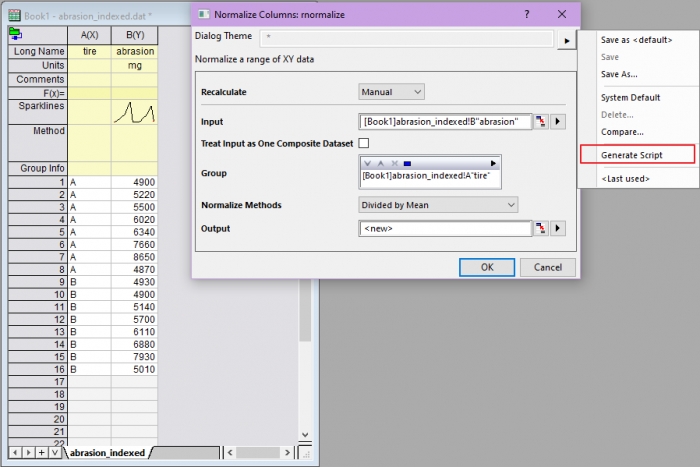 Book1 - abrasion_indexed.dat *
A(X) B(Y)
Long Name tire abrasion
Units mg
Comments
F(x)=
Sparklines
Method
Group Info
1 A 4900
2 A 5220
3 A 5500
4 A 6020
5 A 6340
6 A 7660
7 A 8650
8 A 4870
9 B 4930
10 B 4900
11 B 5140
12 B 5700
13 B 6110
14 B 6880
15 B 7930
16 B 5010
17
18
19
20
21
22
abrasion_indexed
Normalize Columns: normalize
Dialog Theme *
Normalize a range of XY data
Recalculate Manual
Input [Book1]abrasion_indexed!B"abrasion"
Treat Input as One Composite Dataset
Group
[Book1]abrasion_indexed!A"tire"
Normalize Methods Divided by Mean
Output <new>
OK Cancel
Save as <default>
Save
Save As...
System Default
Delete...
Compare...
Generate Script
<Last used>